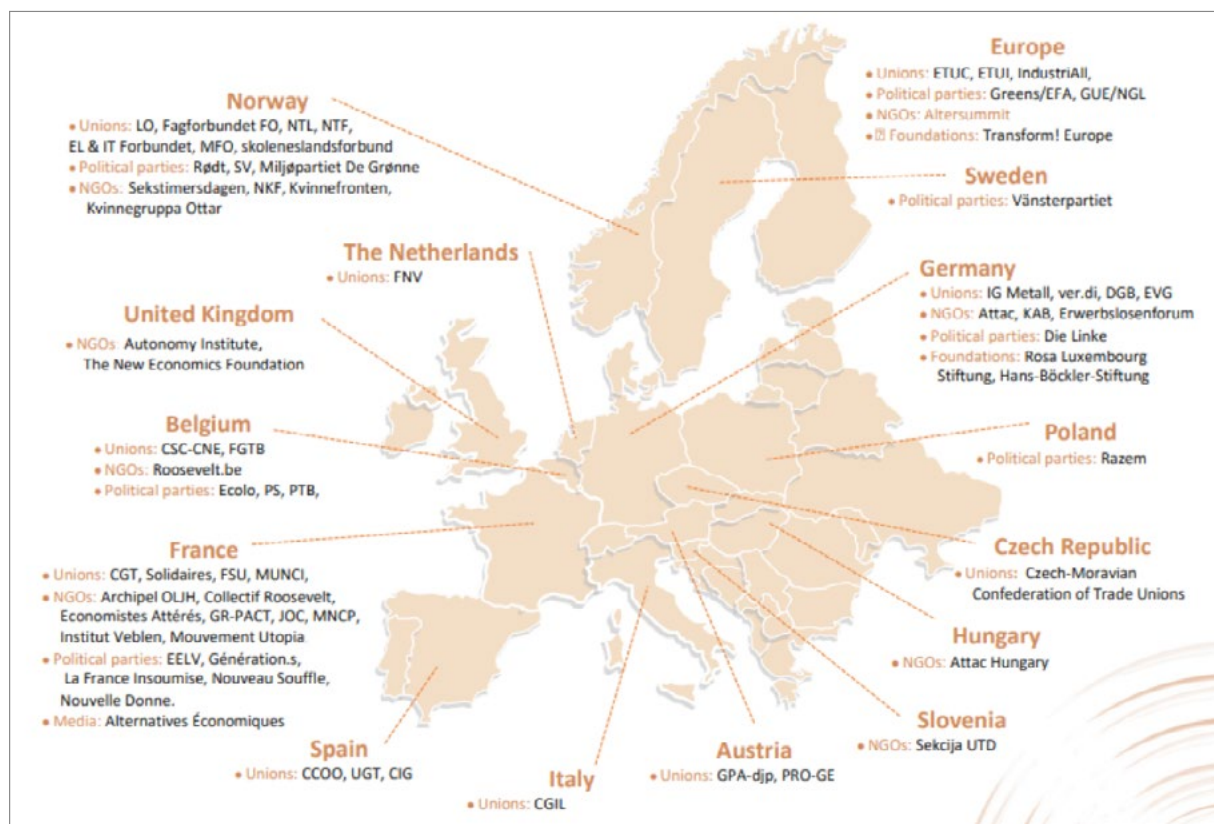 Europe
• Unions: ETUC, ETUI, IndustriAll,
• Political parties: Greens/EFA, GUE/NGL
• NGOs: Altersummit
• Foundations: Transform! Europe
Norway
• Unions: LO, Fagforbundet FO, NTL, NTF,
EL & IT Forbundet, MFO, skoleneslandsforbund
• Political parties: Rødt, SV, Miljøpartiet De Grønne
• NGOs: Sekstimersdagen, NKF, Kvinnefronten,
Kvinnegruppa Ottar
Sweden
• Political parties: Vänsterpartiet
The Netherlands
• Unions: FNV
Germany
• Unions: IG Metall, ver.di, DGB, EVG
• NGOs: Attac, KAB, Erwerbslosenforum
• Political parties: Die Linke
• Foundations: Rosa Luxembourg
Stiftung, Hans-Böckler-Stiftung
United Kingdom
• NGOs: Autonomy Institute,
The New Economics Foundation
Belgium
• Unions: CSC-CNE, FGTB
• NGOs: Roosevelt.be
• Political parties: Ecolo, PS, PTB,
Poland
• Political parties: Razem
France
• Unions: CGT, Solidaires, FSU, MUNCI,
• NGOs: Archipel OLJH, Collectif Roosevelt,
Economistes Attérés, GR-PACT, JOC, MNCP,
Institut Veblen, Mouvement Utopia
• Political parties: EELV, Génération.s,
La France Insoumise, Nouveau Souffle,
Nouvelle Donne.
• Media: Alternatives Économiques
Czech Republic
• Unions: Czech-Moravian
Confederation of Trade Unions
Hungary
• NGOs: Attac Hungary
Slovenia
• NGOs: Sekcija UTD
Spain
• Unions: CCOO, UGT, CIG
Italy
• Unions: CGIL
Austria
• Unions: GPA-djp, PRO-GE